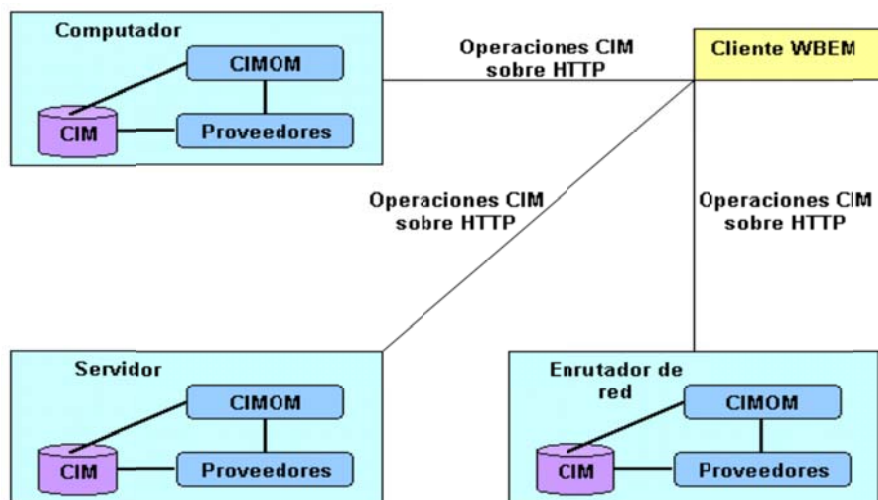 Computador
CIMOM
CIM
Proveedores
Operaciones CIM
sobre HTTP
Cliente WBEM
Operaciones CIM
sobre HTTP
Operaciones CIM
sobre HTTP
Servidor
CIMOM
CIM
Proveedores
Enrutador de
red
CIMOM
CIM
Proveedores